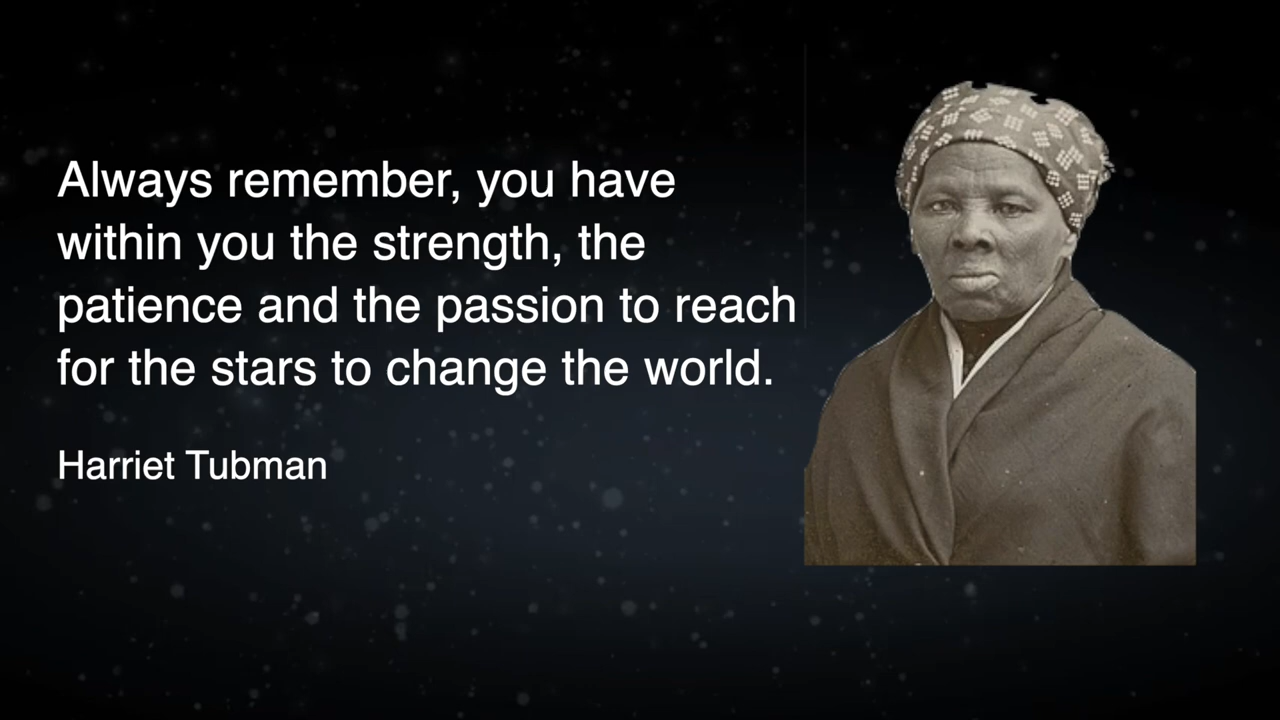 Always remember, you have
within you the strength, the
patience and the passion to reach
for the stars to change the world.
Harriet Tubman